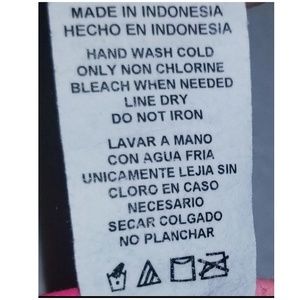 MADE IN INDONESIA
HECHO EN INDONESIA
HAND WASH COLD
ONLY NON CHLORINE
BLEACH WHEN NEEDED
LINE DRY
DO NOT IRON
LAVAR A MANO
CON AGUA FRIA
UNICAMENTE LEJIA SIN
CLORO EN CASO
NECESARIO
SECAR COLGADO
NO PLANCHAR